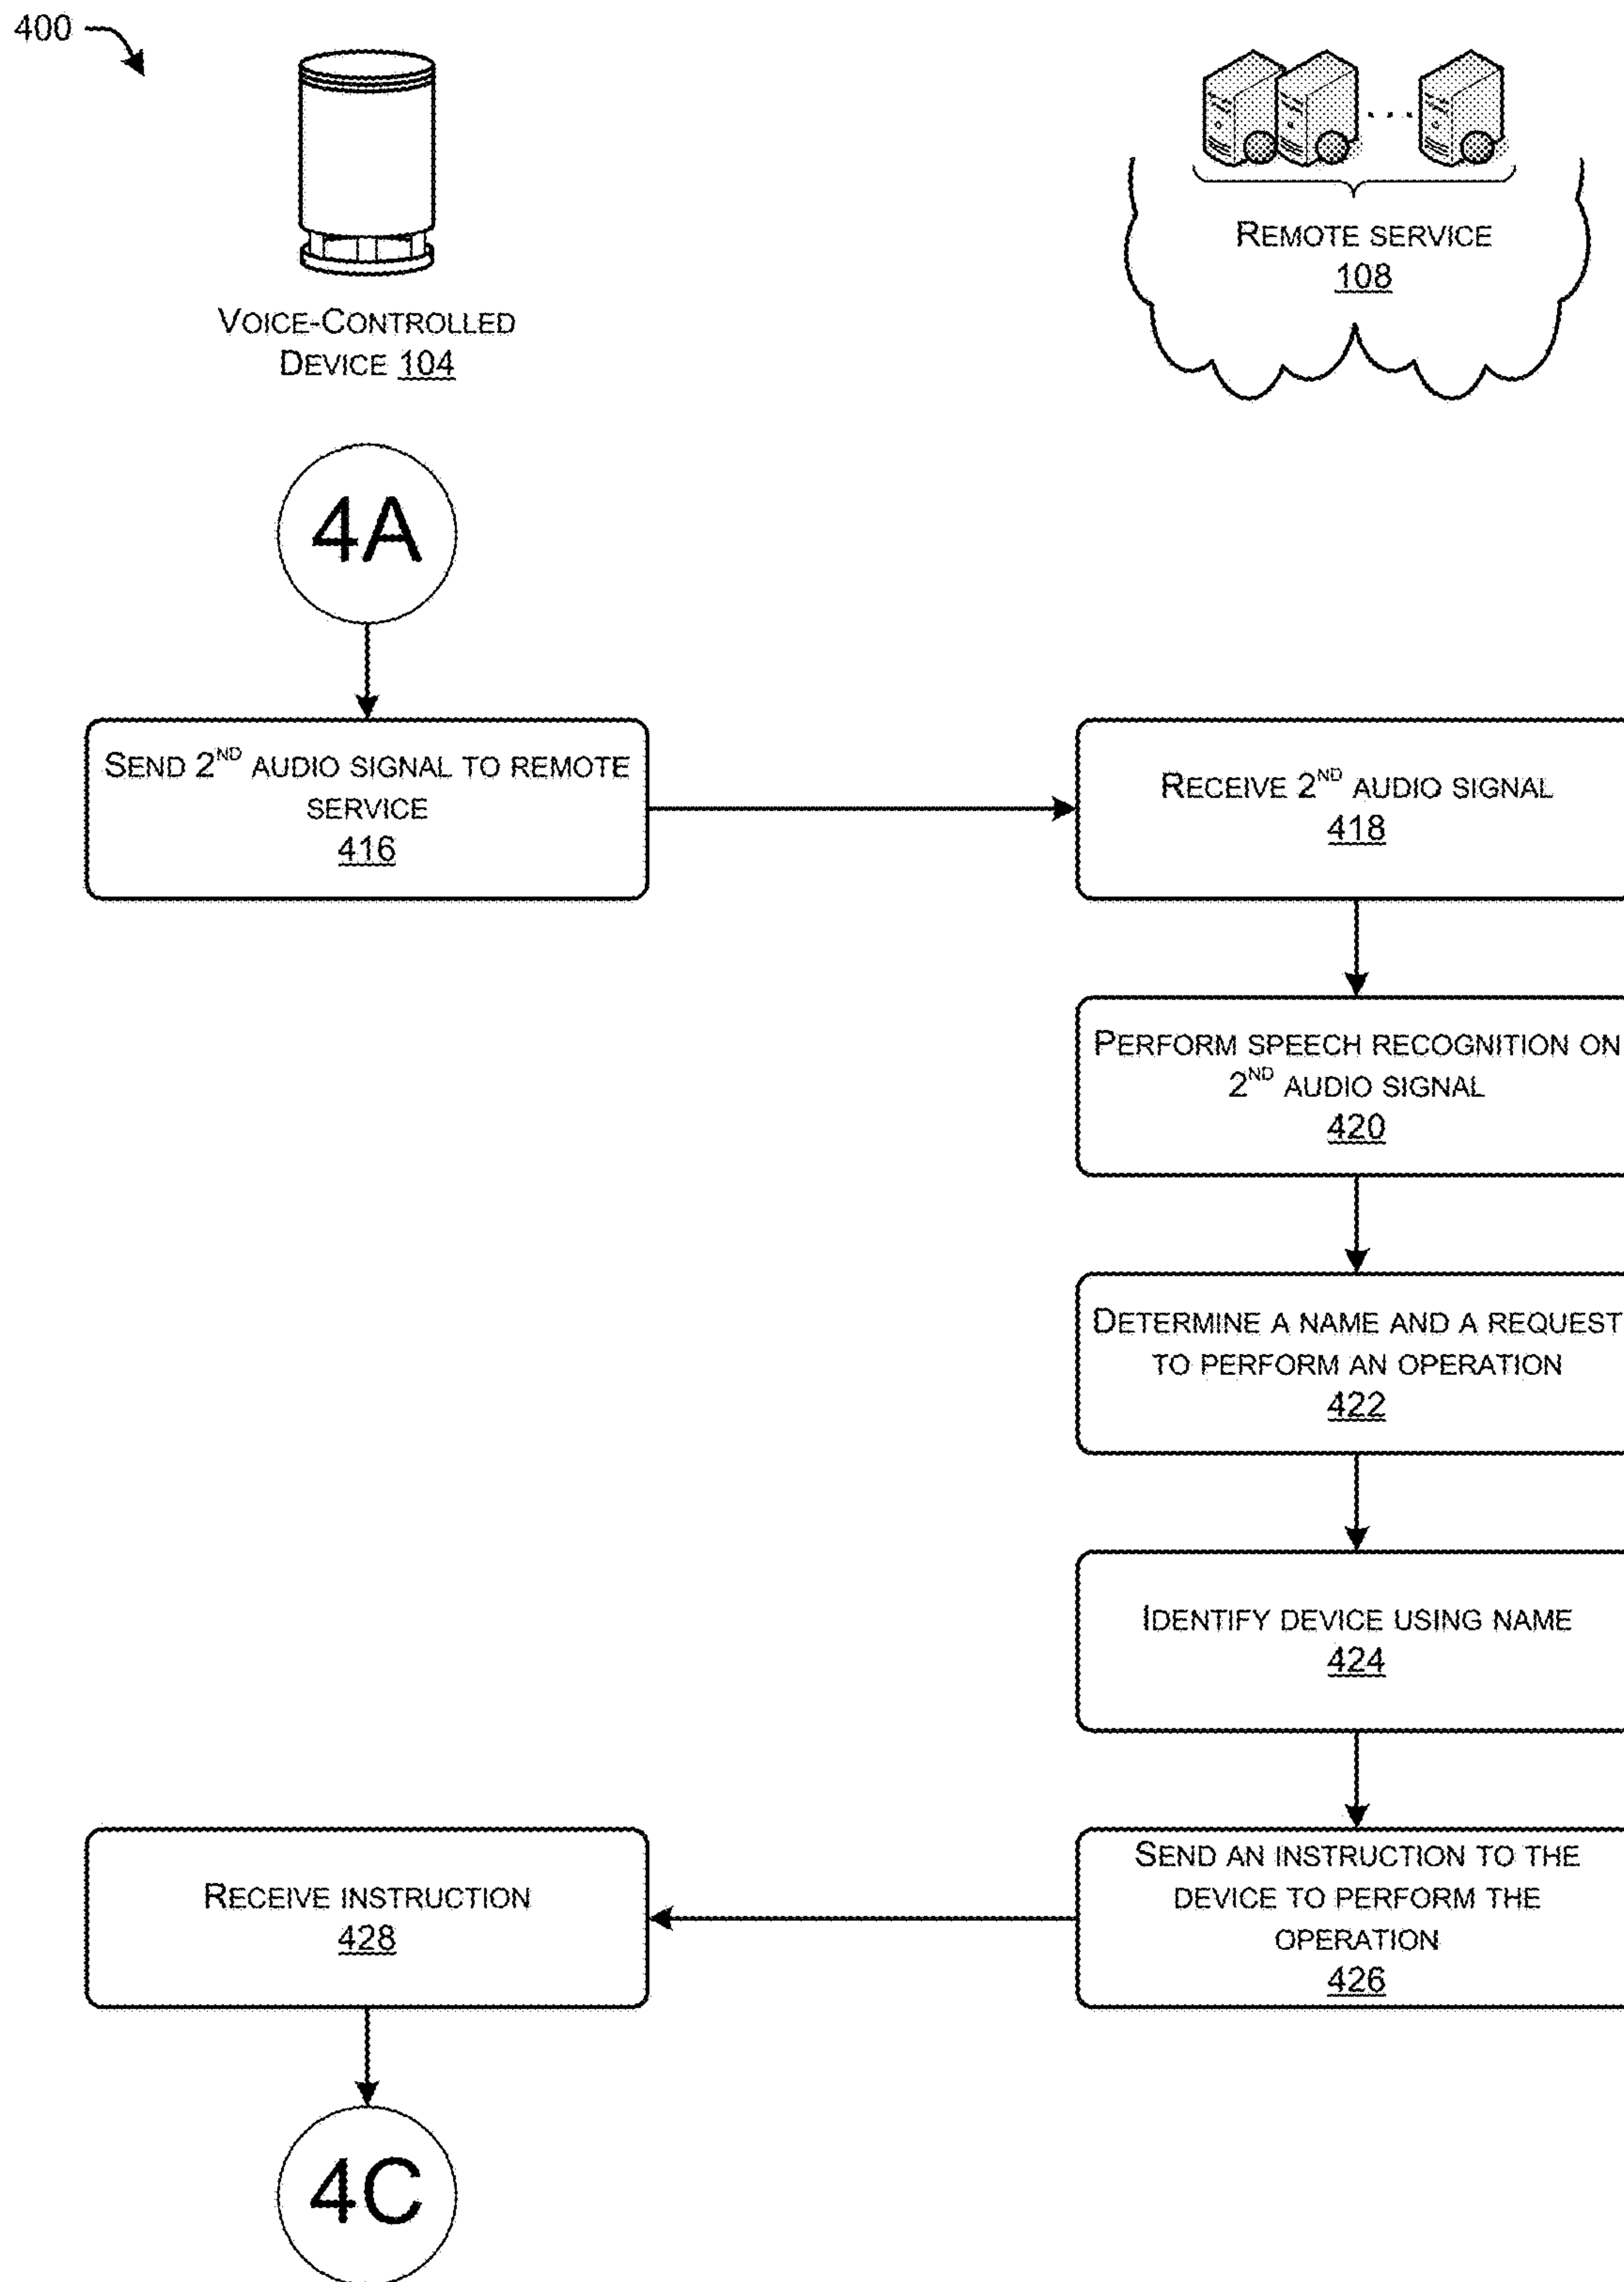 400
VOICE-CONTROLLED
DEVICE 104
REMOTE SERVICE
108
4A
SEND 2ND AUDIO SIGNAL TO REMOTE
SERVICE
416
RECEIVE 2ND AUDIO SIGNAL
418
PERFORM SPEECH RECOGNITION ON
2ND AUDIO SIGNAL
420
DETERMINE A NAME AND A REQUEST
TO PERFORM AN OPERATION
422
IDENTIFY DEVICE USING NAME
424
SEND AN INSTRUCTION TO THE
DEVICE TO PERFORM THE
OPERATION
426
RECEIVE INSTRUCTION
428
4C